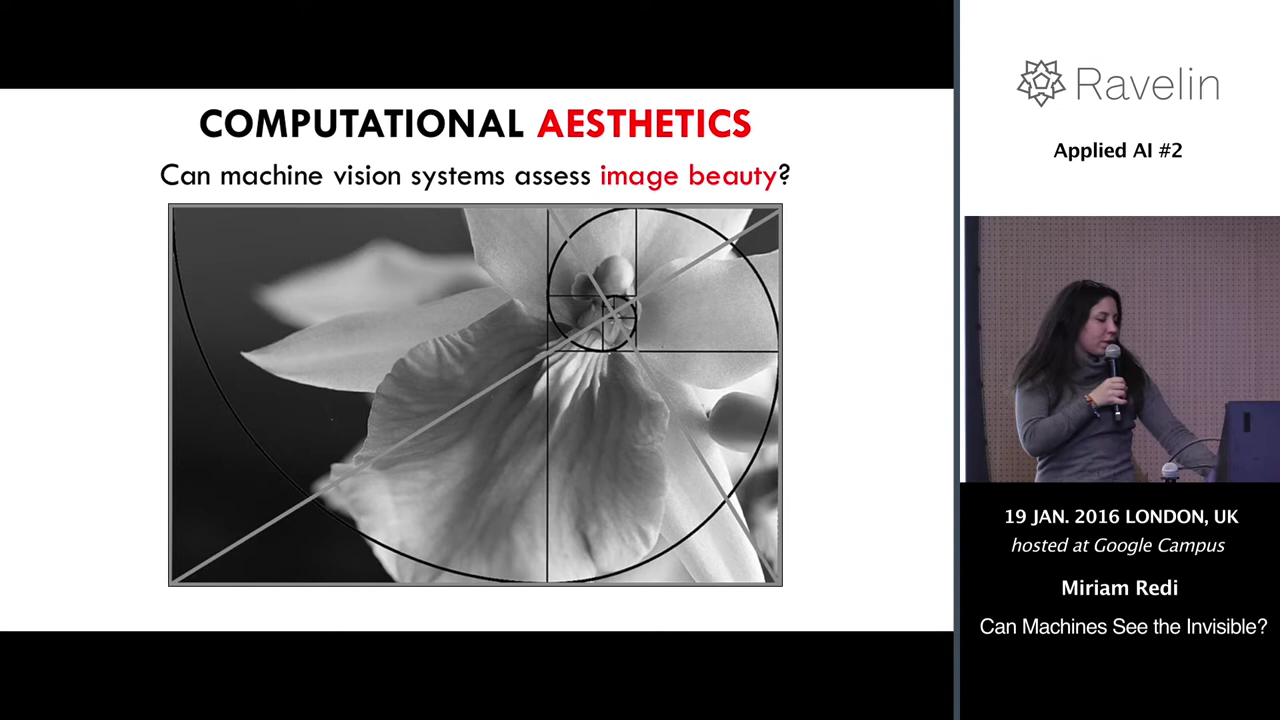 COMPUTATIONAL AESTHETICS
Can machine vision systems assess image beauty?
Ravelin
Applied AI #2
19 JAN. 2016 LONDON, UK
hosted at Google Campus
Miriam Redi
Can Machines See the Invisible?